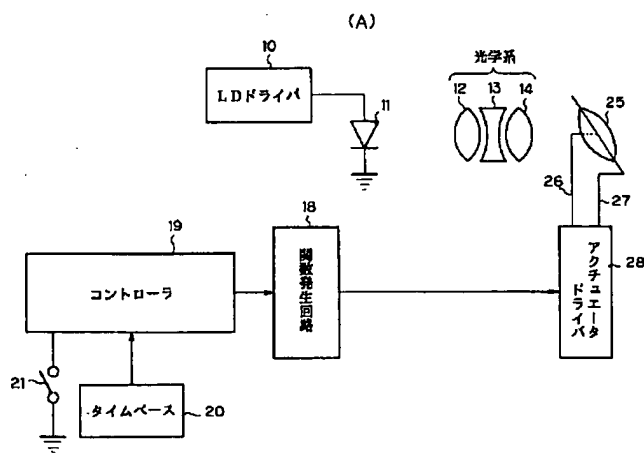 (A)
光学系
10
12 13 14
25
LDドライバ
11
26
27
19
18
28
コントローラ
関数発生回路
アクチュエータ
ドライバ
21
タイムベース
20